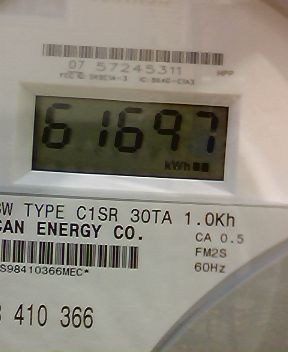 07 57245311
61697
kWh
SW TYPE C1SR 30TA 1.0Kh
CAN ENERGY CO.
CA 0.5
FM2S
60Hz
S98410366MEC*
410 366